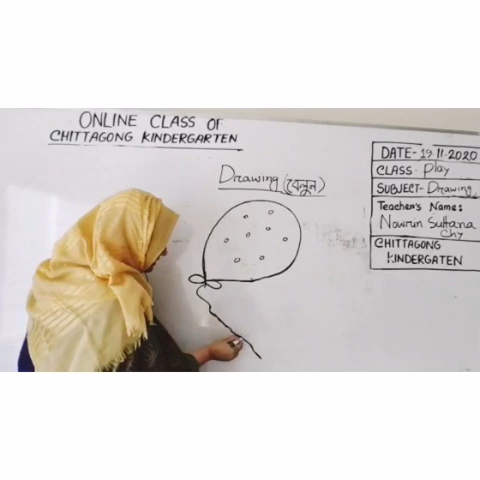 ONLINE CLASS OF
CHITTAGONG KINDERGARTEN
Drawing (বেলুন)
DATE- 19.11.2020
CLASS- Play
SUBJECT- Drawing
Teacher's Name:
Nowrin Sultana
Chy
CHITTAGONG
KINDERGATEN